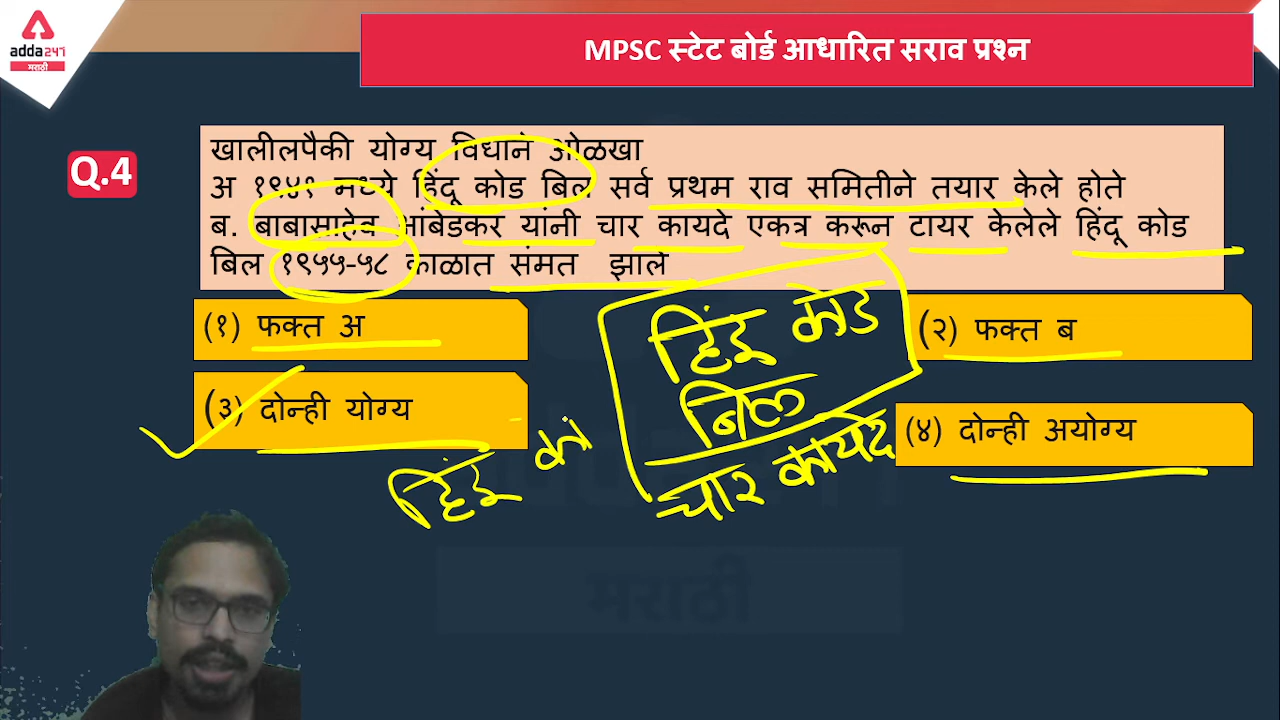 adda247
मराठी
MPSC स्टेट बोर्ड आधारित सराव प्रश्न
Q.4
खालीलपैकी योग्य विधाने ओळखा
अ १९४१ मध्ये हिंदू कोड बिल सर्व प्रथम राव समितीने तयार केले होते
ब. बाबासाहेब आंबेडकर यांनी चार कायदे एकत्र करून टायर केलेले हिंदू कोड
बिल १९५५-५८ काळात संमत झाले
(१) फक्त अ
(२) फक्त ब
(३) दोन्ही योग्य
(४) दोन्ही अयोग्य
हिंदू कोड
बिल
चार कायदे
हिंदू को
मराठी